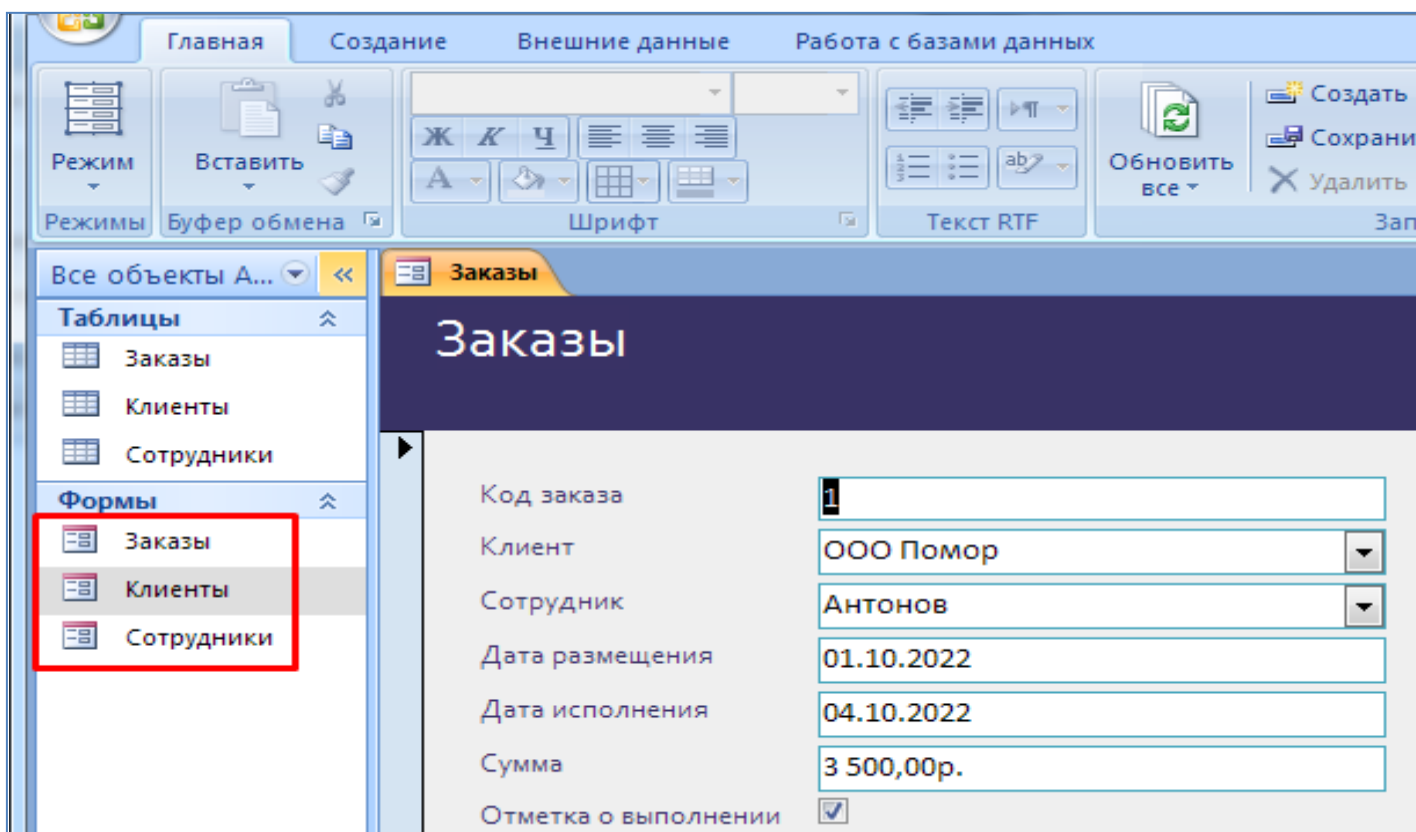 Главная Создание Внешние данные Работа с базами данных
Режим
Вставить
Ж К Ч
A
ab
Обновить все
Создать
Сохрани
Удалить
Режимы Буфер обмена Шрифт Текст RTF Зап
Все объекты A... «
Таблицы
Заказы
Клиенты
Сотрудники
Формы
Заказы
Клиенты
Сотрудники
Заказы
Заказы
Код заказа 1
Клиент ООО Помор
Сотрудник Антонов
Дата размещения 01.10.2022
Дата исполнения 04.10.2022
Сумма 3 500,00р.
Отметка о выполнении